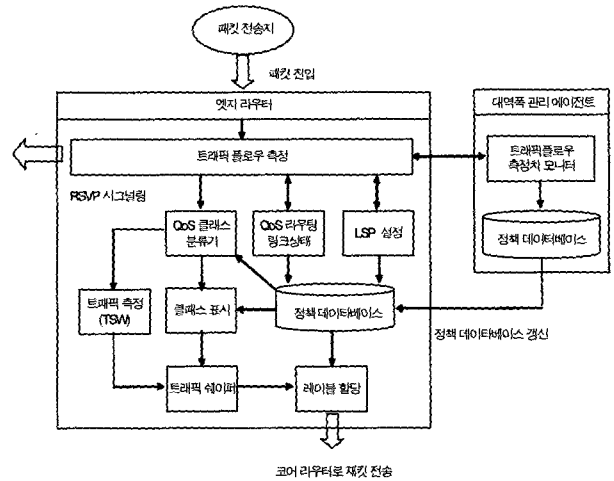 패킷 전송지
패킷 진입
엣지 라우터
대역폭 관리 에이전트
트래픽 플로우 측정
트래픽플로우
측정치 모니터
RSVP 시그널링
QoS 클래스
분류기
QoS 라우팅
링크상태
LSP 설정
정책 데이터베이스
트래픽 측정
(TSW)
클래스 표시
정책 데이터베이스
정책 데이터베이스 갱신
트래픽 쉐이퍼
레이블 할당
코어 라우터로 패킷 전송